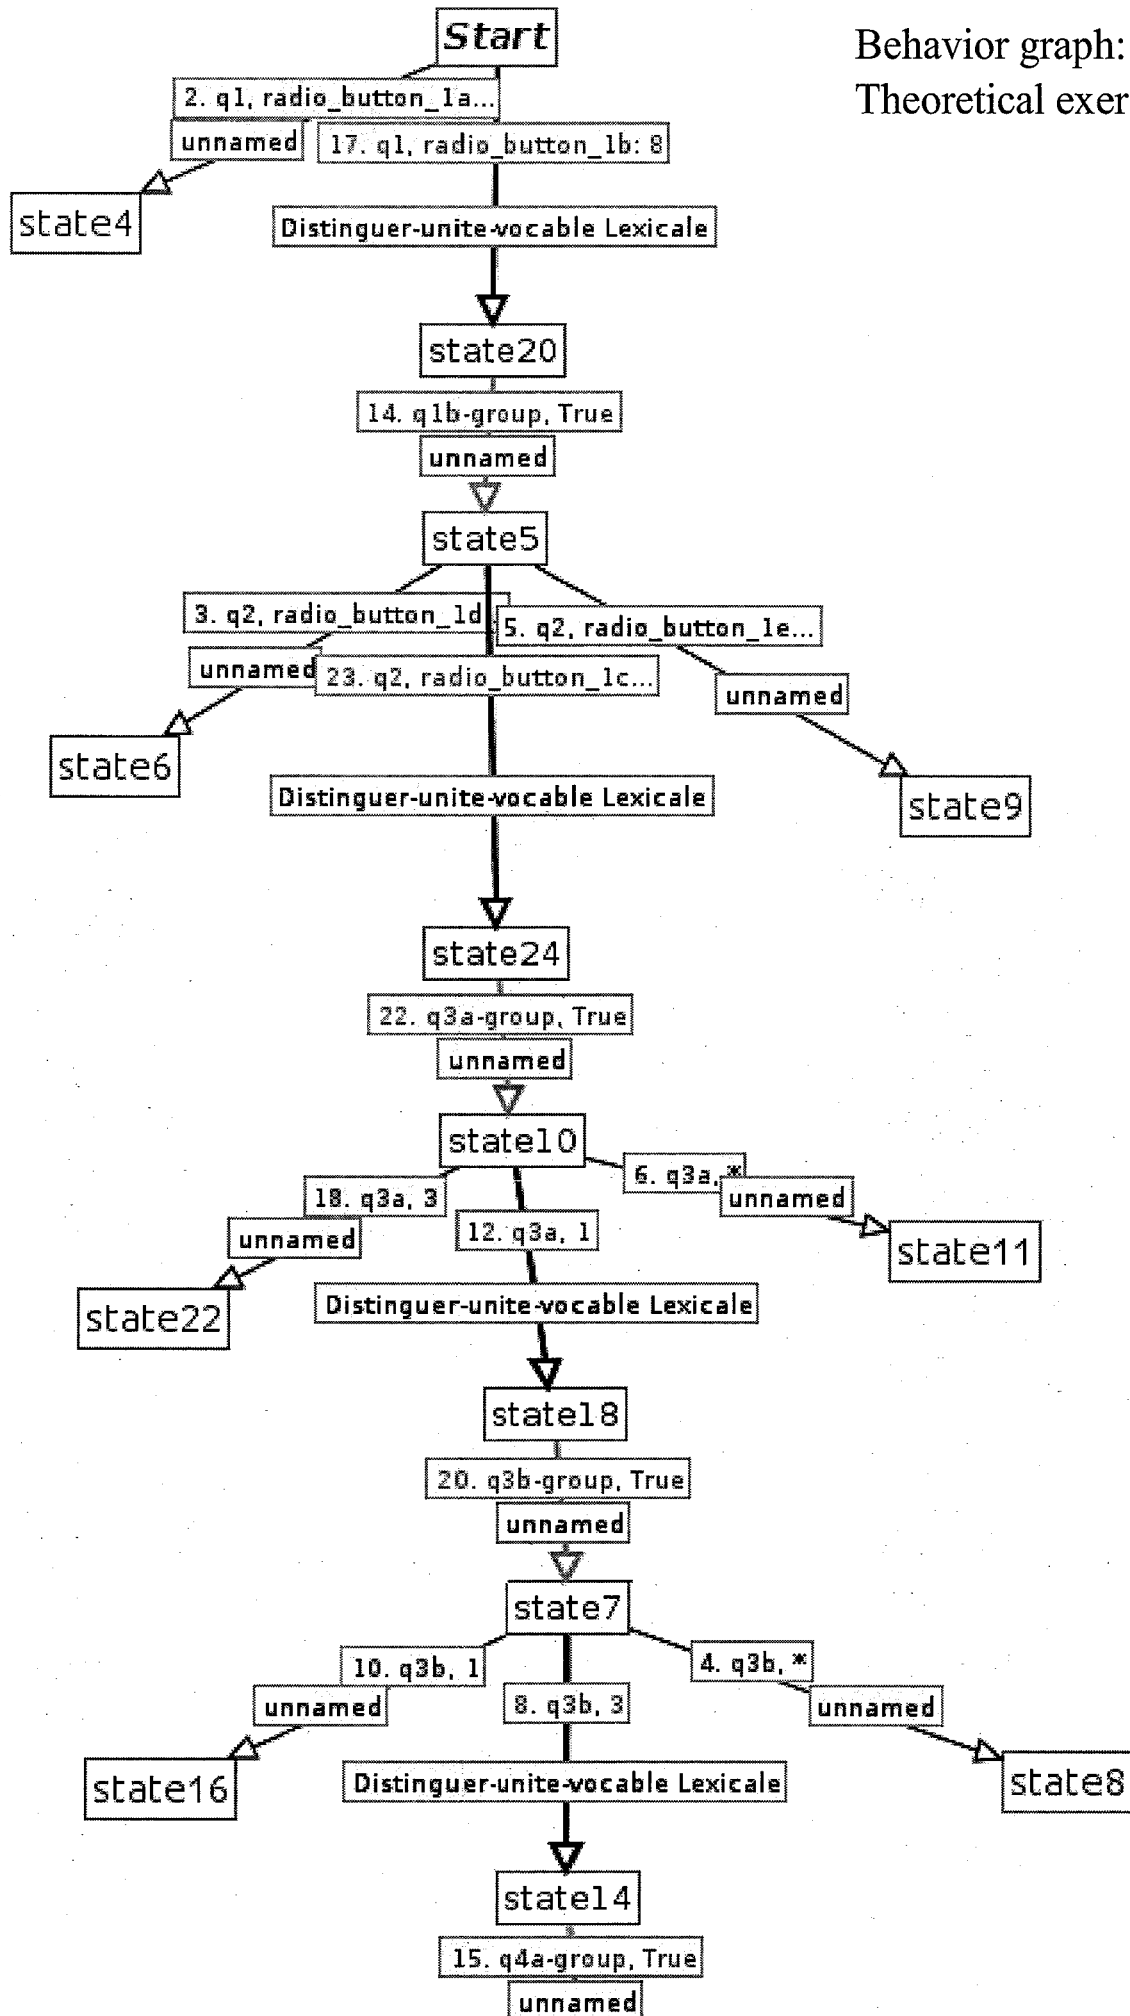 Start
Behavior graph:
Theoretical exer
2. q1, radio_button_1a...
unnamed
17. q1, radio_button_1b: 8
state4
Distinguer-unite-vocable Lexicale
state20
14. q1b-group, True
unnamed
state5
3. q2, radio_button_1d
5. q2, radio_button_1e...
unnamed
23. q2, radio_button_1c...
unnamed
state6
Distinguer-unite-vocable Lexicale
state9
state24
22. q3a-group, True
unnamed
state10
18. q3a, 3
6. q3a, *
unnamed
12. q3a, 1
unnamed
state11
Distinguer-unite-vocable Lexicale
state22
state18
20. q3b-group, True
unnamed
state7
10. q3b, 1
4. q3b, *
unnamed
8. q3b, 3
unnamed
state16
Distinguer-unite-vocable Lexicale
state8
state14
15. q4a-group, True
unnamed